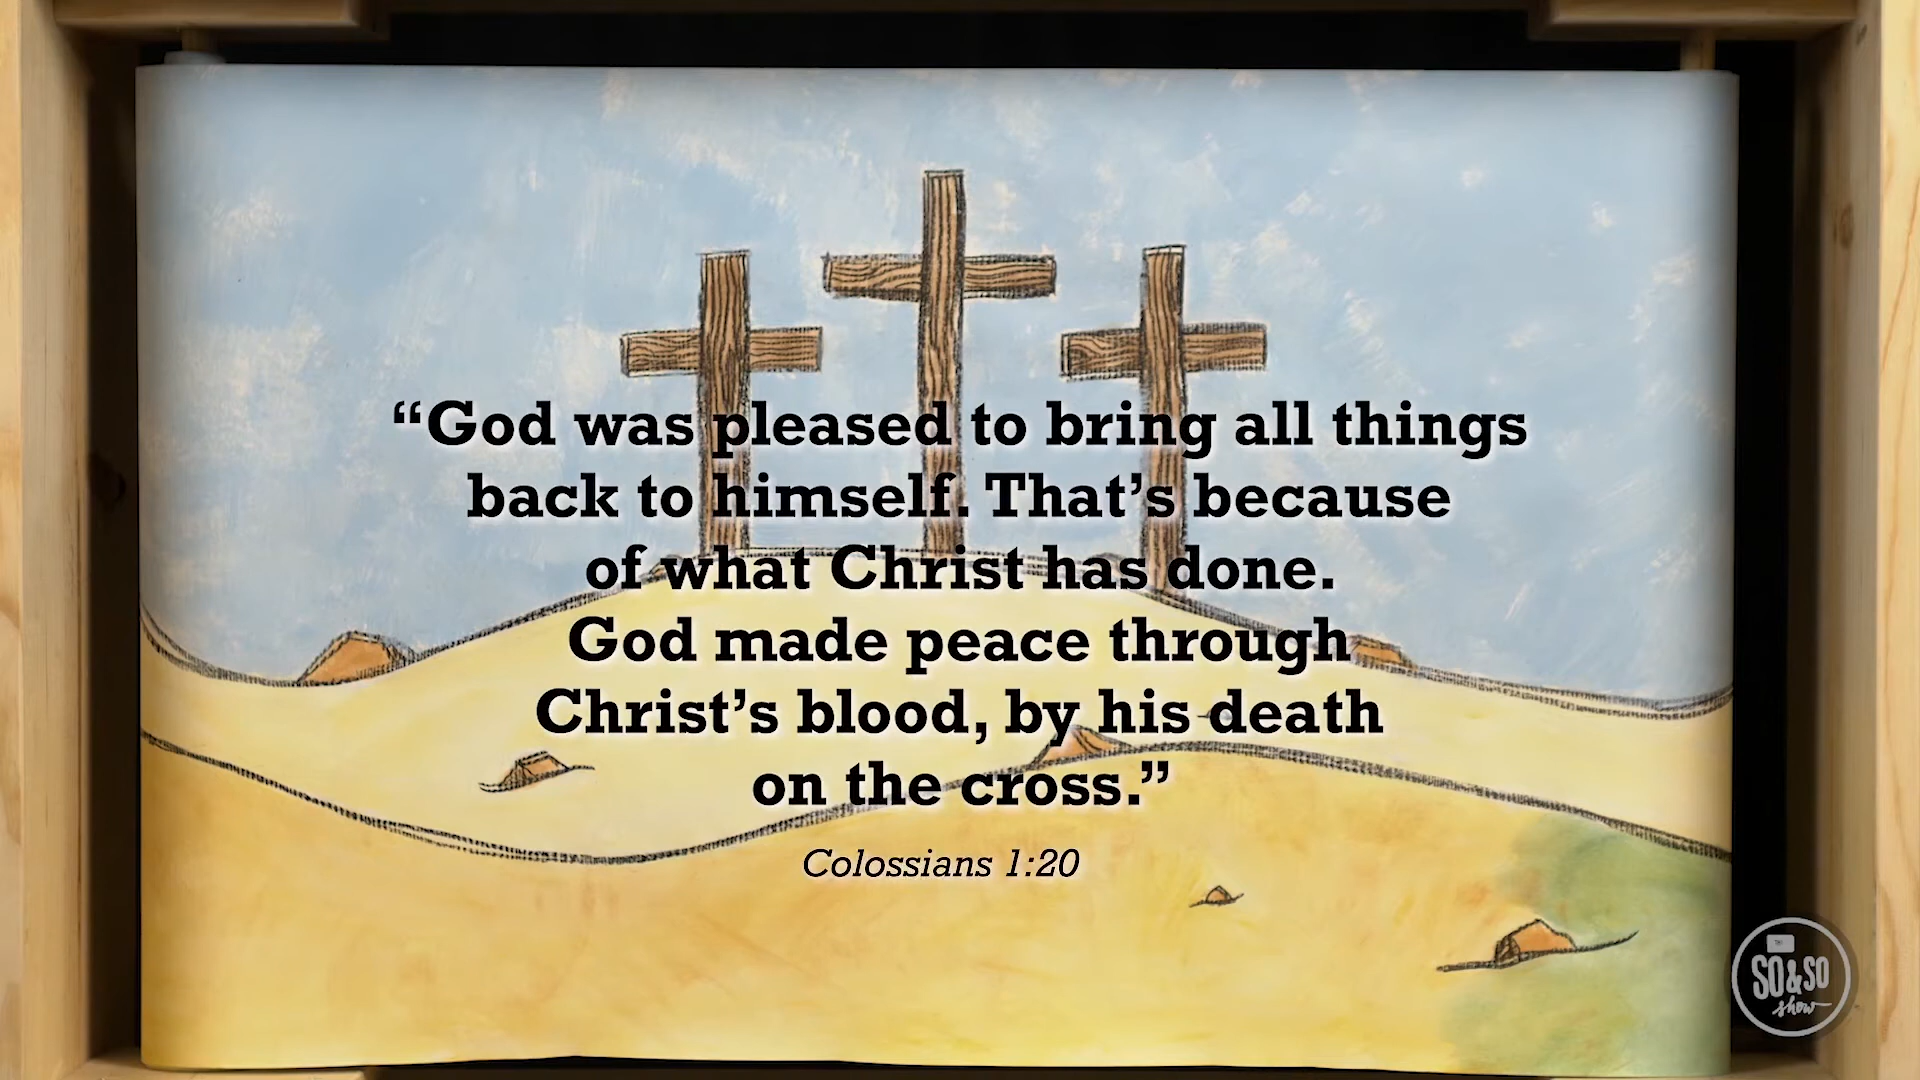 “God was pleased to bring all things
back to himself. That’s because
of what Christ has done.
God made peace through
Christ’s blood, by his death
on the cross.”
Colossians 1:20
SO&SO
show